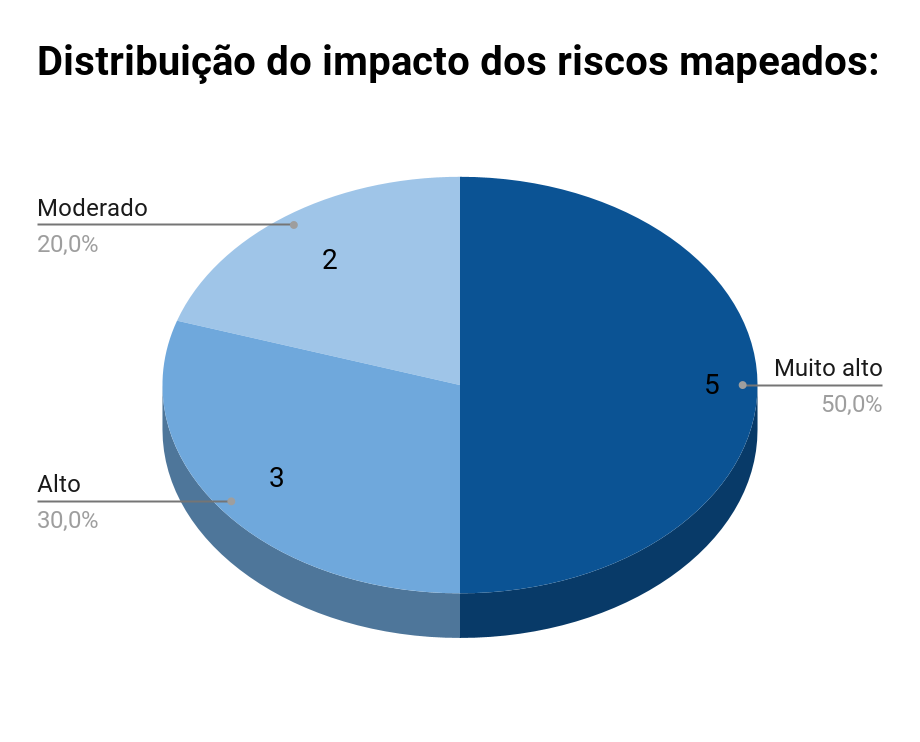 Distribuição do impacto dos riscos mapeados:
Moderado
20,0%
2
Muito alto
50,0%
5
Alto
30,0%
3